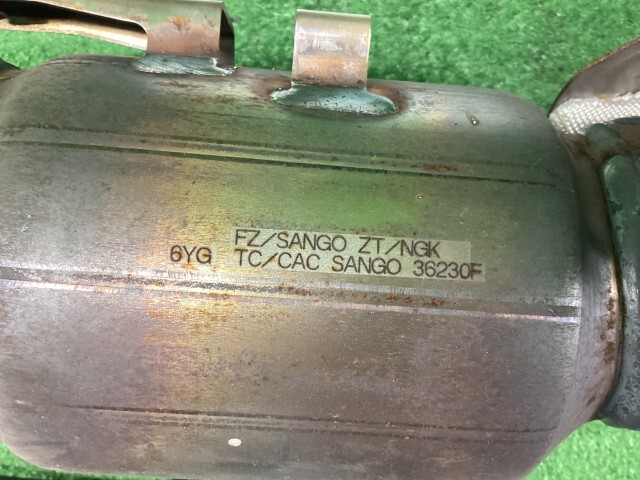 FZ/SANGO ZT/NGK
6YG TC/CAC SANGO 36230F